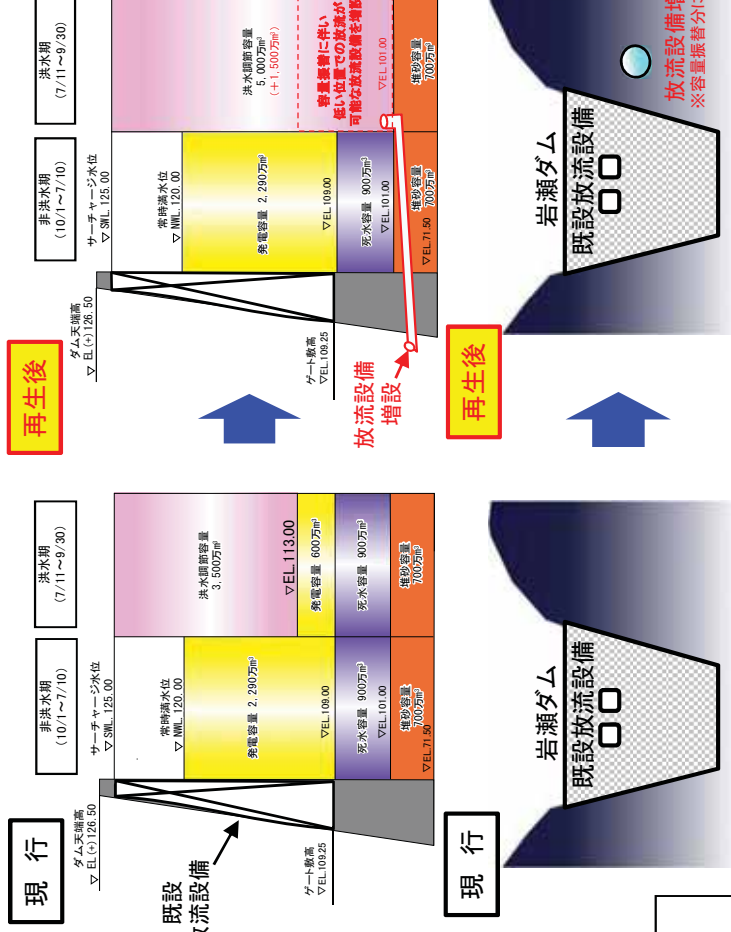 現 行
非洪水期
(10/1～7/10)
洪水期
(7/11～9/30)
ダム天端高
▽ EL(+)126.50
サーチャージ水位
▽ SWL. 125.00
常時満水位
▽ NWL. 120.00
洪水調節容量
3,500万m³
▽EL.113.00
発電容量 2,290万m³
発電容量 600万m³
▽EL.109.00
死水容量 900万m³
▽EL.101.00
死水容量 900万m³
堆砂容量
700万m³
▽EL.71.50
堆砂容量
700万m³
既設
放流設備
ゲート敷高
▽EL.109.25
再生後
非洪水期
(10/1～7/10)
洪水期
(7/11～9/30)
ダム天端高
▽ EL(+)126.50
サーチャージ水位
▽ SWL. 125.00
常時満水位
▽ NWL. 120.00
洪水調節容量
5,000万m³
(＋1,500万m³)
容量振替に伴い
低い位置での放流が
可能な放流設備を増設
▽EL.101.00
発電容量 2,290万m³
▽EL.109.00
死水容量 900万m³
▽EL.101.00
堆砂容量
700万m³
▽EL.71.50
堆砂容量
700万m³
ゲート敷高
▽EL.109.25
放流設備
増設
現 行
岩瀬ダム
既設放流設備
再生後
岩瀬ダム
既設放流設備
放流設備増
※容量振替分に